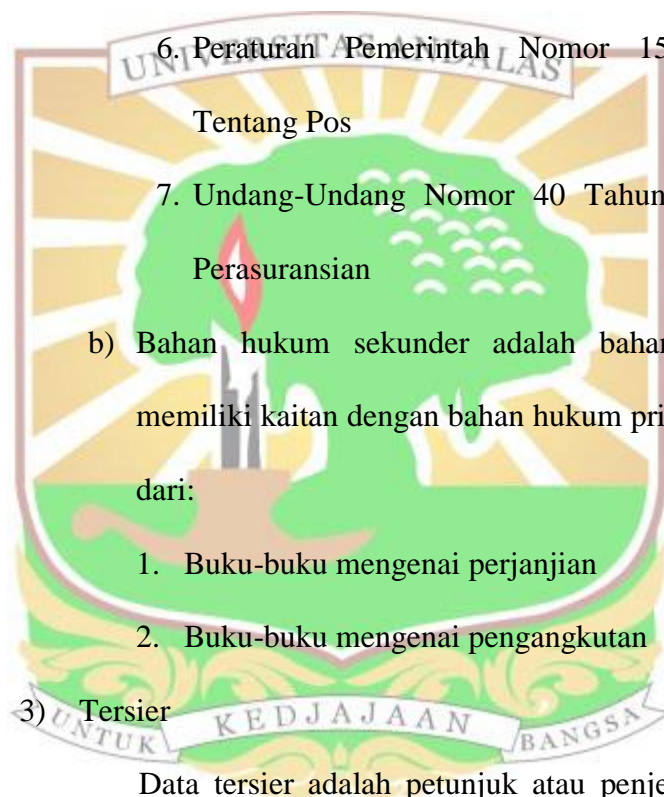 UNIVERSITAS ANDALAS
6. Peraturan Pemerintah Nomor 15
Tentang Pos
7. Undang-Undang Nomor 40 Tahun
Perasuransian
b) Bahan hukum sekunder adalah bahan
memiliki kaitan dengan bahan hukum pri
dari:
1. Buku-buku mengenai perjanjian
2. Buku-buku mengenai pengangkutan
3) Tersier
UNTUK KEDJAJAAN BANGSA
Data tersier adalah petunjuk atau penje